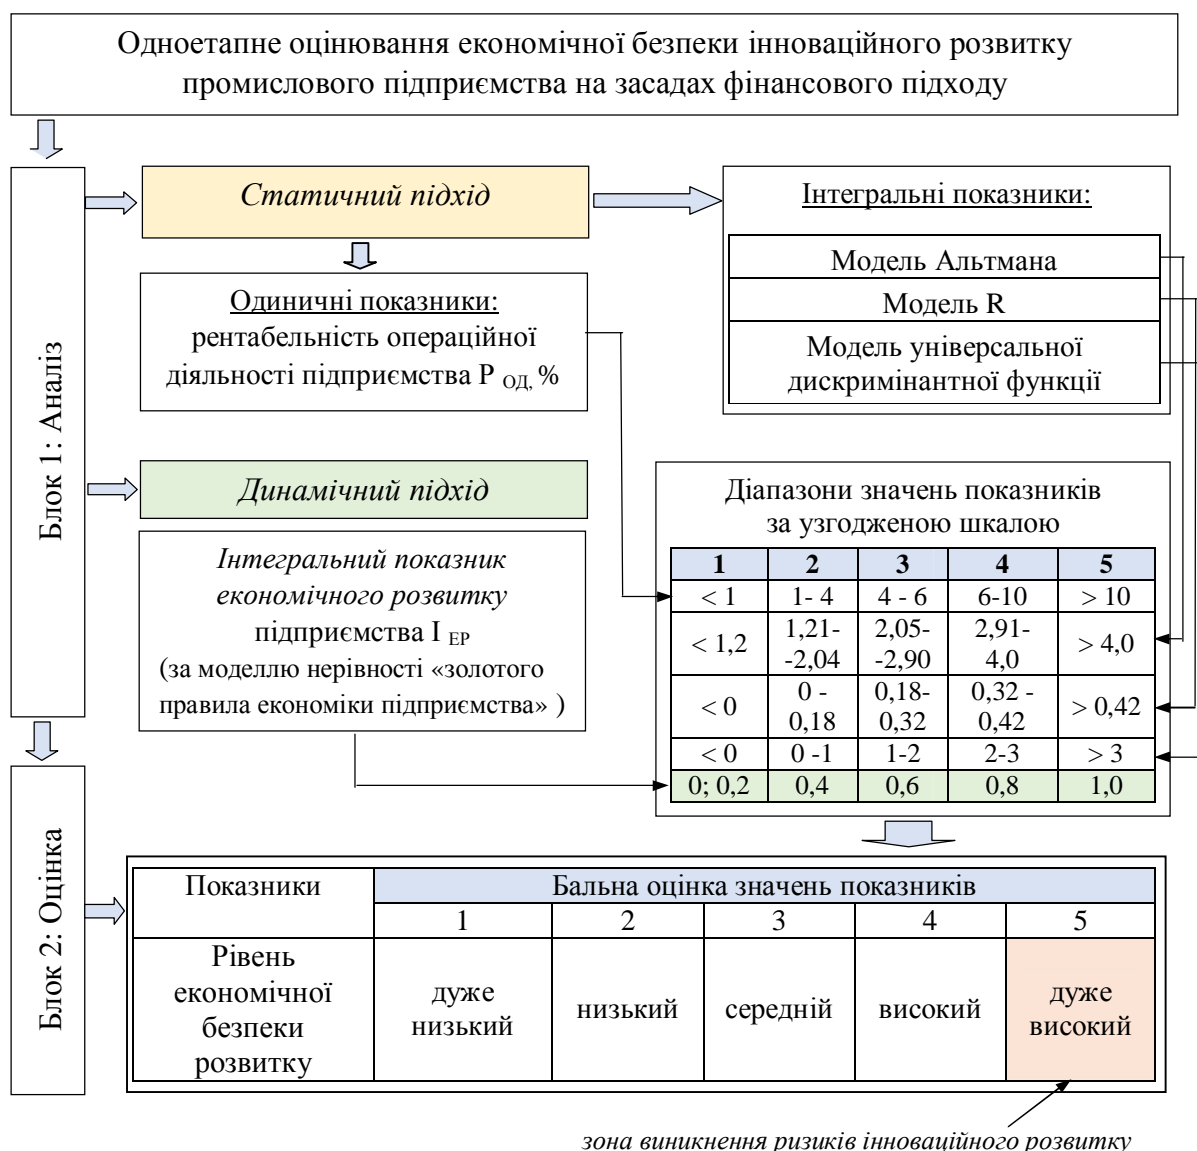 Одноетапне оцінювання економічної безпеки інноваційного розвитку
промислового підприємства на засадах фінансового підходу
Блок 1: Аналіз
Статичний підхід
Інтегральні показники:
Модель Альтмана
Модель R
Модель універсальної
дискримінантної функції
Одиничні показники:
рентабельність операційної
діяльності підприємства Р ОД, %
Динамічний підхід
Інтегральний показник
економічного розвитку
підприємства І ЕР
(за моделлю нерівності «золотого
правила економіки підприємства» )
Діапазони значень показників
за узгодженою шкалою
1 2 3 4 5
< 1 1- 4 4 - 6 6-10 > 10
< 1,2 1,21- -2,04 2,05- -2,90 2,91- 4,0 > 4,0
< 0 0 - 0,18 0,18- 0,32 0,32 - 0,42 > 0,42
< 0 0 -1 1-2 2-3 > 3
0; 0,2 0,4 0,6 0,8 1,0
Блок 2: Оцінка
Показники Бальна оцінка значень показників
1 2 3 4 5
Рівень
економічної
безпеки
розвитку
дуже
низький
низький
середній
високий
дуже
високий
зона виникнення ризиків інноваційного розвитку